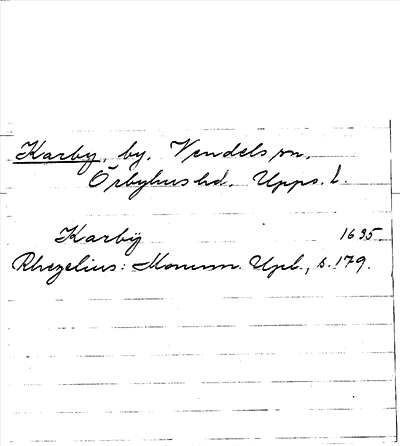 Karby, by, Vendels sn.
Örbyhus hd. Upps. l.
Karbÿ 1635
Rhezelius: Monum. Upl., s. 179.